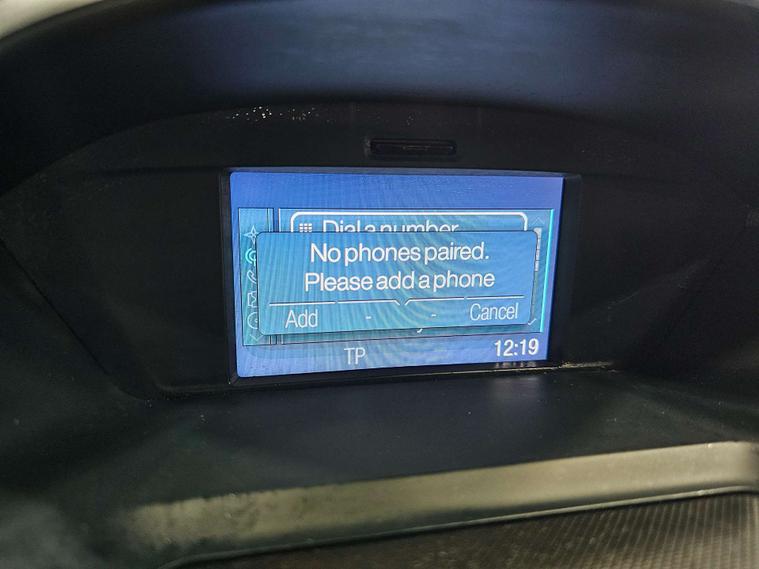 Dial a number
No phones paired.
Please add a phone
Add - - Cancel
TP 12:19